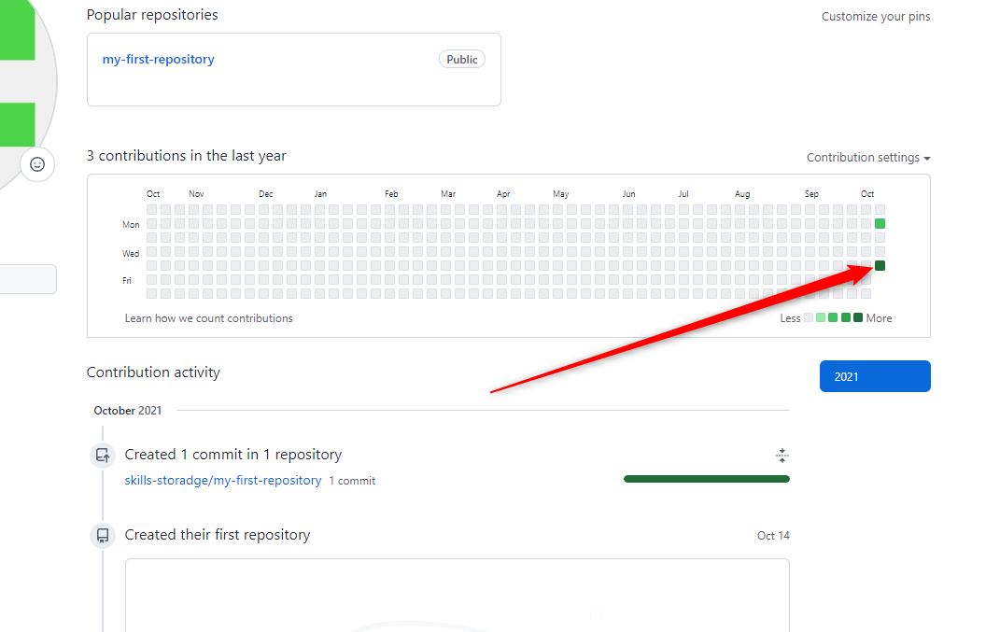 Popular repositories
Customize your pins
my-first-repository
Public
3 contributions in the last year
Contribution settings
Oct Nov Dec Jan Feb Mar Apr May Jun Jul Aug Sep Oct
Mon
Wed
Fri
Learn how we count contributions
Less
More
Contribution activity
2021
October 2021
Created 1 commit in 1 repository
skills-storadge/my-first-repository 1 commit
Created their first repository
Oct 14